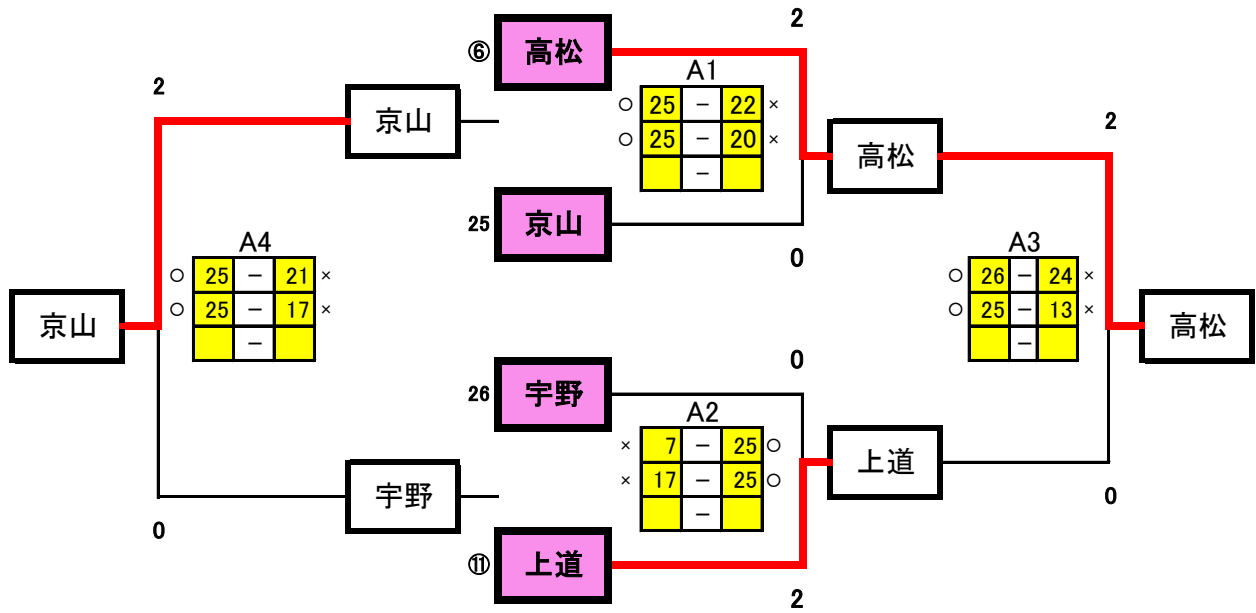 2
⑥ 高松
A1
○ 25 － 22 ×
○ 25 － 20 ×
－
2
京山
高松
2
25 京山
0
A4
○ 25 － 21 ×
○ 25 － 17 ×
－
A3
○ 26 － 24 ×
○ 25 － 13 ×
－
京山
高松
0
26 宇野
A2
× 7 － 25 ○
× 17 － 25 ○
－
上道
宇野
0
0
⑪ 上道
2